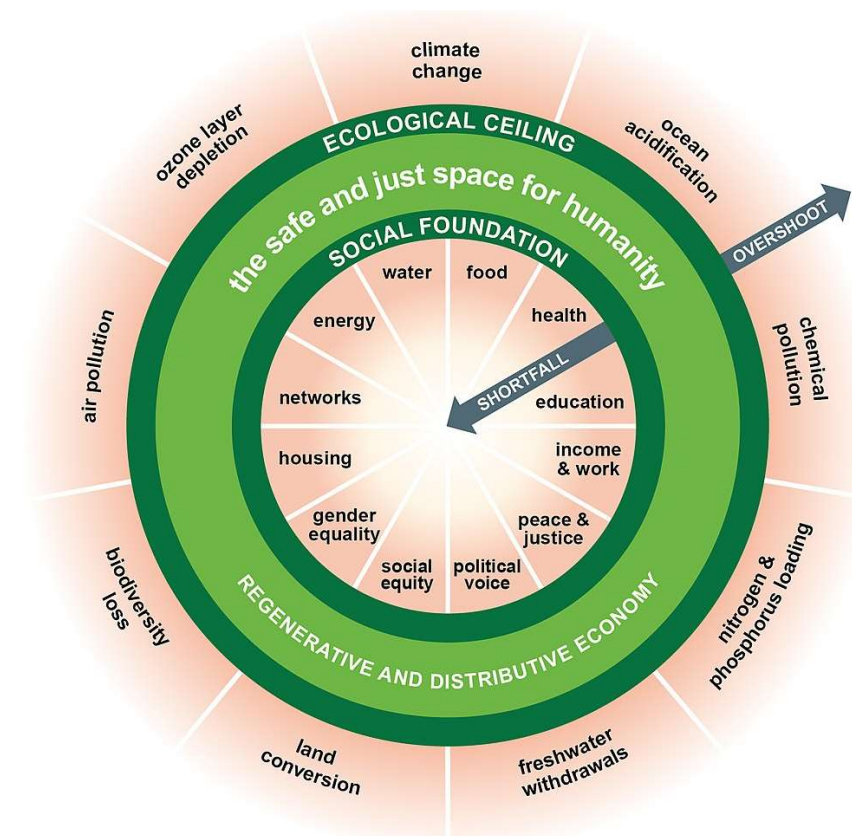 climate
change
ozone layer
depletion
ocean
acidification
ECOLOGICAL CEILING
the safe and just space for humanity
SOCIAL FOUNDATION
OVERSHOOT
water
food
energy
health
SHORTFALL
air pollution
chemical
pollution
networks
education
housing
income
& work
gender
equality
peace &
justice
social
equity
political
voice
biodiversity
loss
nitrogen &
phosphorus loading
REGENERATIVE AND DISTRIBUTIVE ECONOMY
land
conversion
freshwater
withdrawals